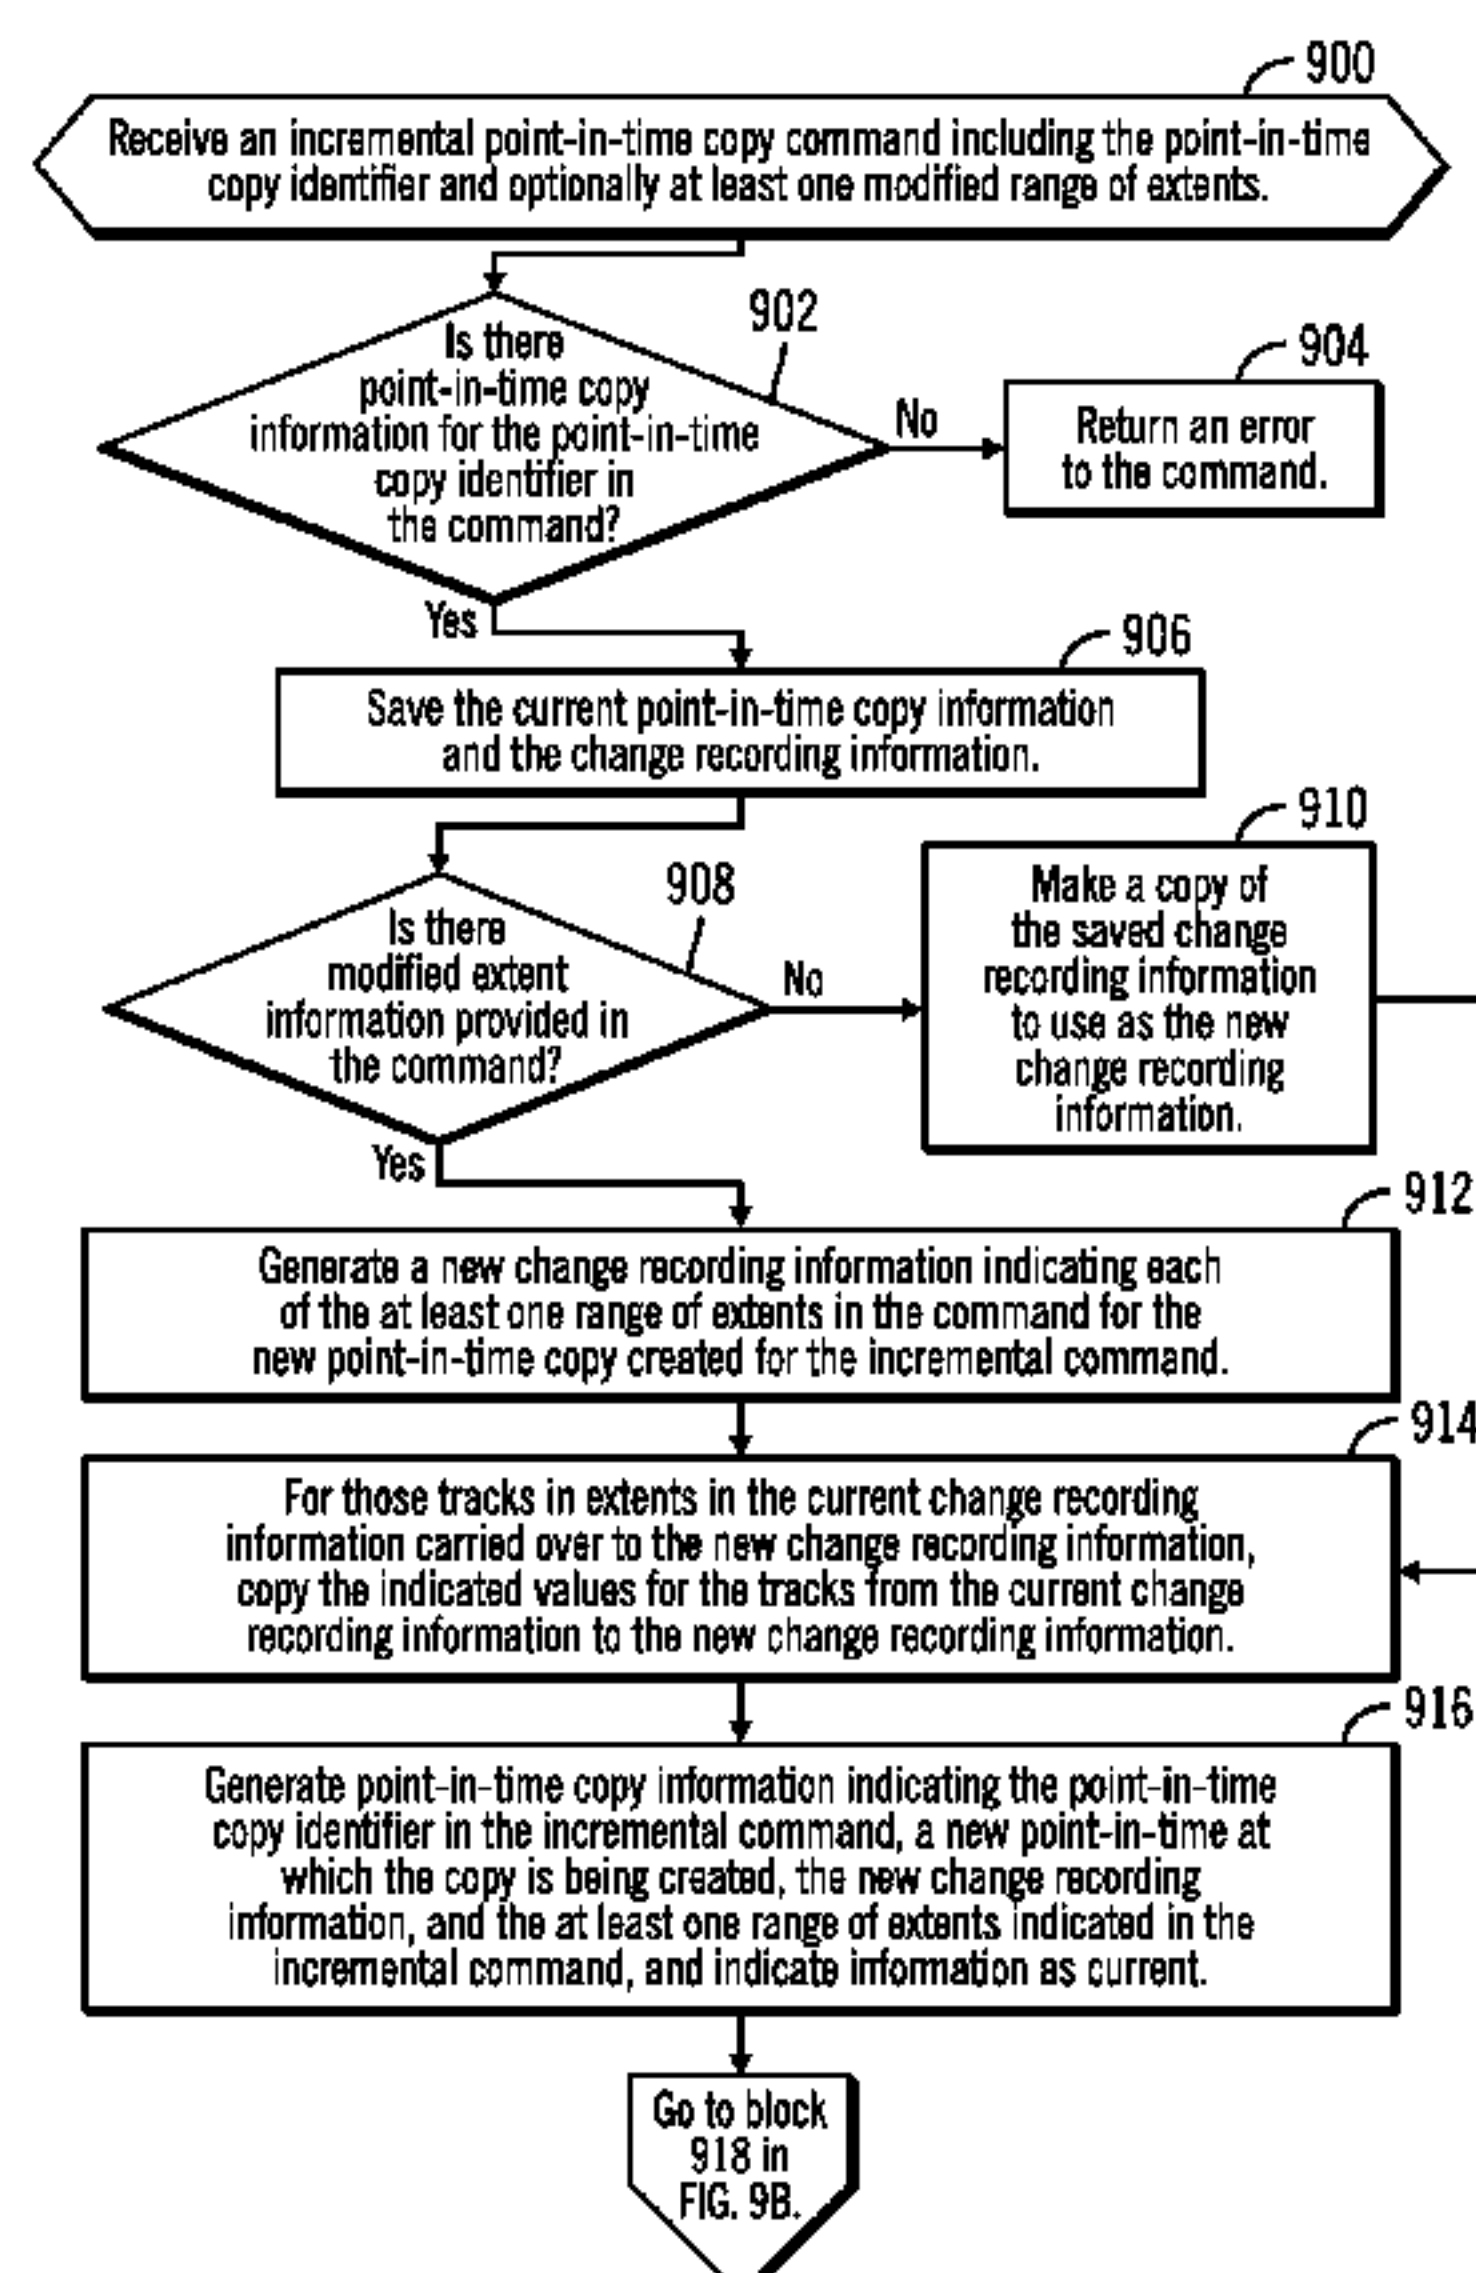 900
Receive an incremental point-in-time copy command including the point-in-time
copy identifier and optionally at least one modified range of extents.
902
Is there
point-in-time copy
information for the point-in-time
copy identifier in
the command?
No
904
Return an error
to the command.
Yes
906
Save the current point-in-time copy information
and the change recording information.
908
Is there
modified extent
information provided in
the command?
No
910
Make a copy of
the saved change
recording information
to use as the new
change recording
information.
Yes
912
Generate a new change recording information indicating each
of the at least one range of extents in the command for the
new point-in-time copy created for the incremental command.
914
For those tracks in extents in the current change recording
information carried over to the new change recording information,
copy the indicated values for the tracks from the current change
recording information to the new change recording information.
916
Generate point-in-time copy information indicating the point-in-time
copy identifier in the incremental command, a new point-in-time at
which the copy is being created, the new change recording
information, and the at least one range of extents indicated in the
incremental command, and indicate information as current.
Go to block
918 in
FIG. 9B.